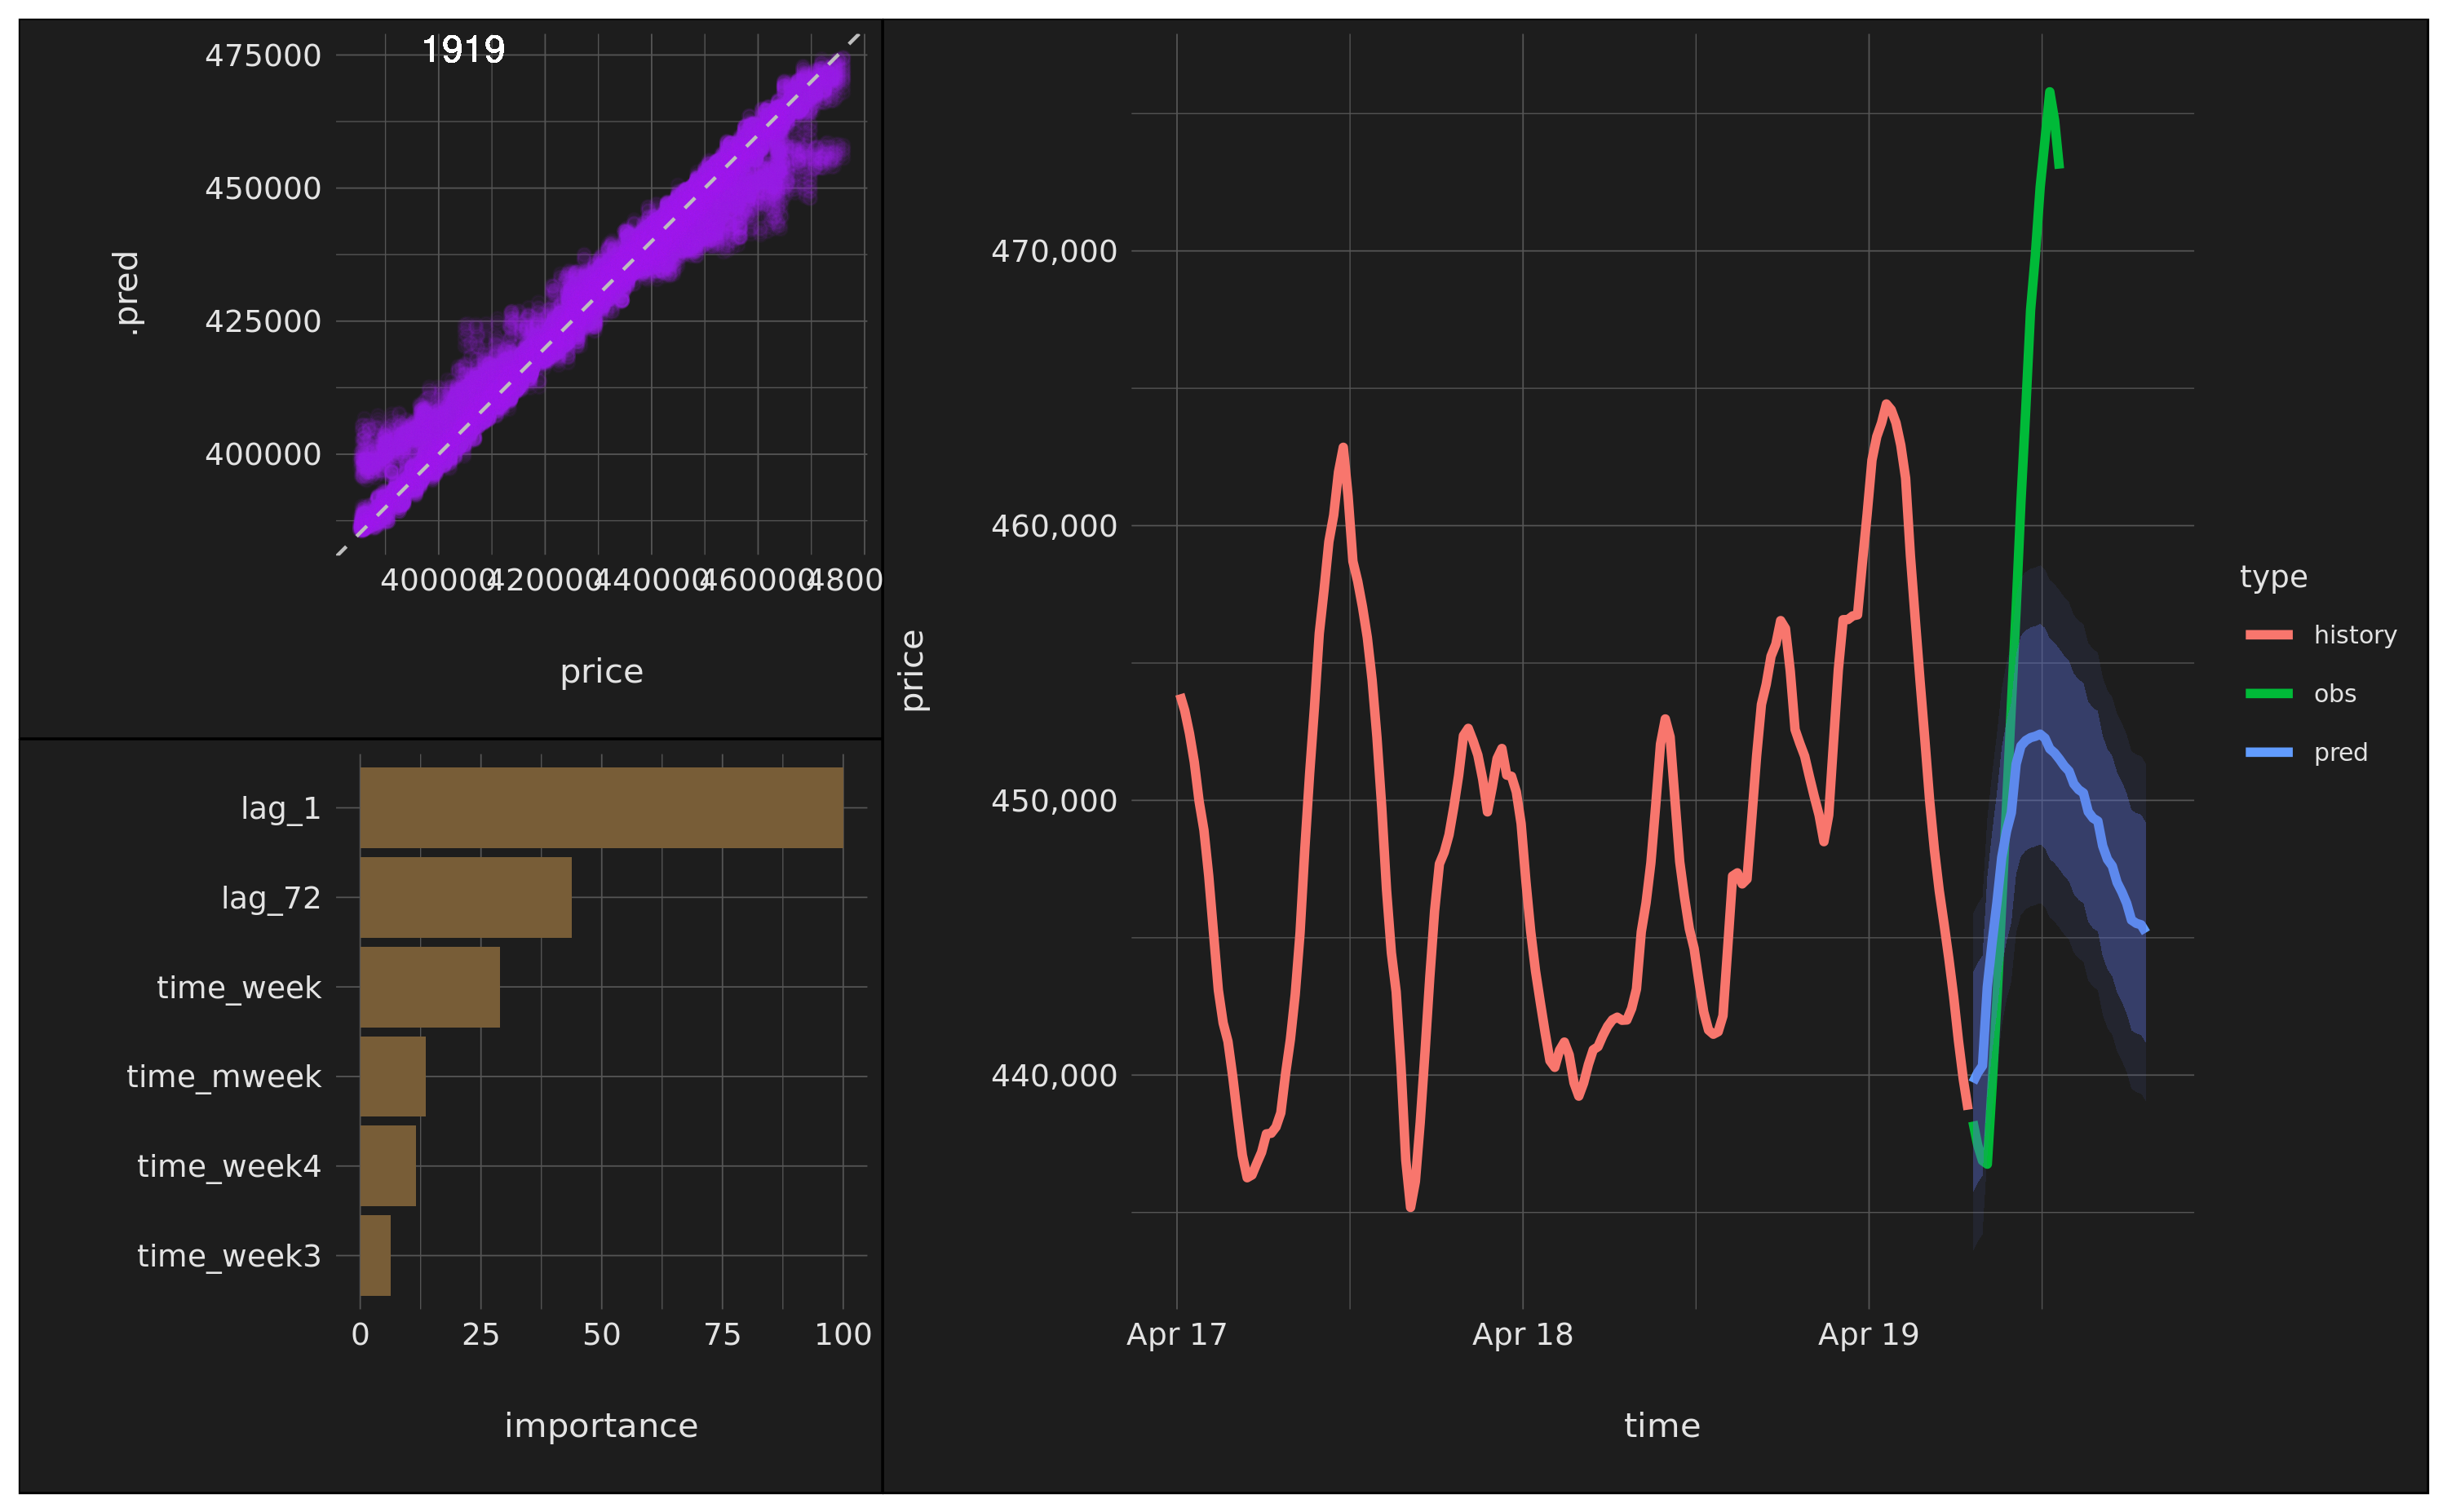 1919
475000
450000
425000
400000
.pred
400000
420000
440000
460000
4800
price
lag_1
lag_72
time_week
time_mweek
time_week4
time_week3
0 25 50 75 100
importance
price
470,000
460,000
450,000
440,000
Apr 17 Apr 18 Apr 19
time
type
history
obs
pred